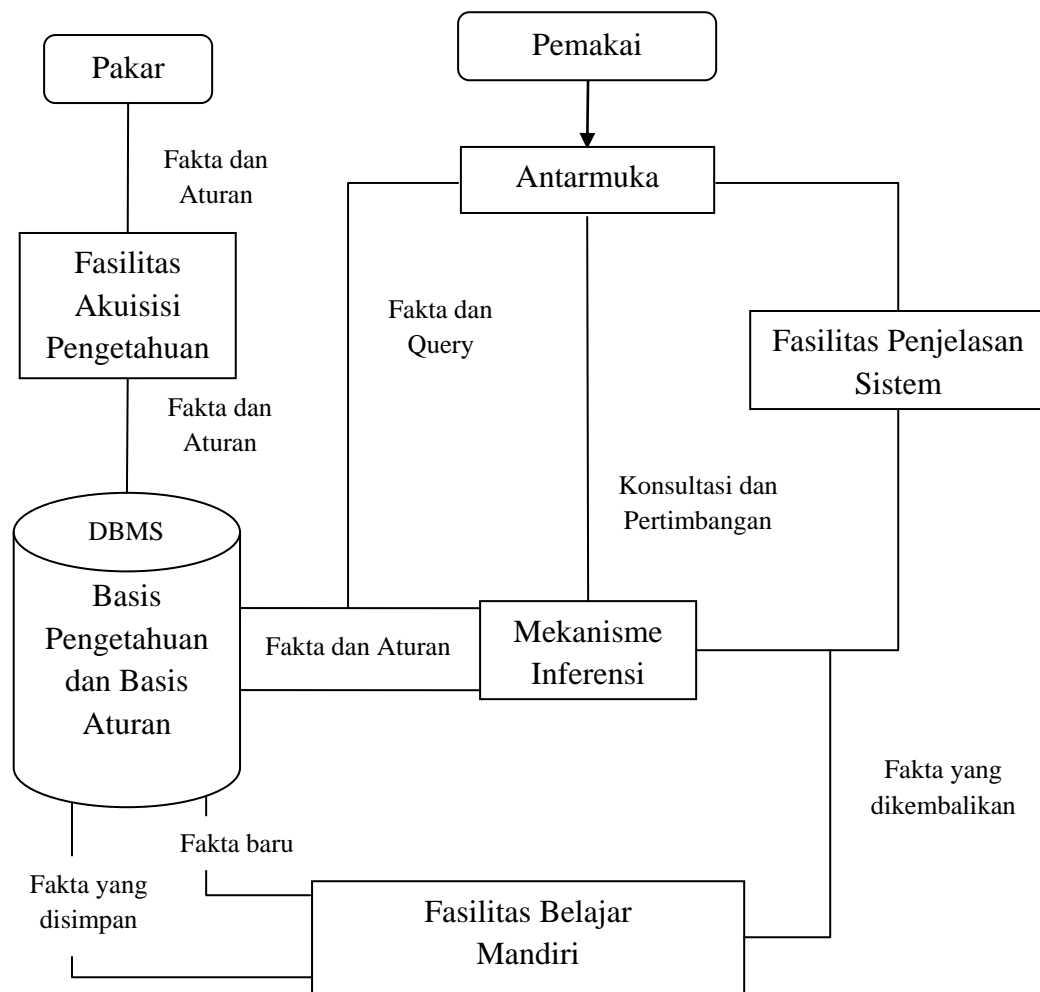 Pemakai
Pakar
Fakta dan
Aturan
Antarmuka
Fasilitas
Akuisisi
Pengetahuan
Fakta dan
Query
Fasilitas Penjelasan
Sistem
Fakta dan
Aturan
Konsultasi dan
Pertimbangan
DBMS
Basis
Pengetahuan
dan Basis
Aturan
Fakta dan Aturan
Mekanisme
Inferensi
Fakta yang
dikembalikan
Fakta baru
Fakta yang
disimpan
Fasilitas Belajar
Mandiri